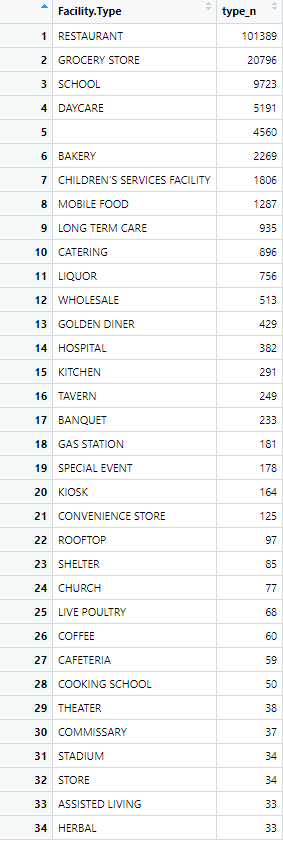 Facility.Type type_n
1 RESTAURANT 101389
2 GROCERY STORE 20796
3 SCHOOL 9723
4 DAYCARE 5191
5 4560
6 BAKERY 2269
7 CHILDREN'S SERVICES FACILITY 1806
8 MOBILE FOOD 1287
9 LONG TERM CARE 935
10 CATERING 896
11 LIQUOR 756
12 WHOLESALE 513
13 GOLDEN DINER 429
14 HOSPITAL 382
15 KITCHEN 291
16 TAVERN 249
17 BANQUET 233
18 GAS STATION 181
19 SPECIAL EVENT 178
20 KIOSK 164
21 CONVENIENCE STORE 125
22 ROOFTOP 97
23 SHELTER 85
24 CHURCH 77
25 LIVE POULTRY 68
26 COFFEE 60
27 CAFETERIA 59
28 COOKING SCHOOL 50
29 THEATER 38
30 COMMISSARY 37
31 STADIUM 34
32 STORE 34
33 ASSISTED LIVING 33
34 HERBAL 33